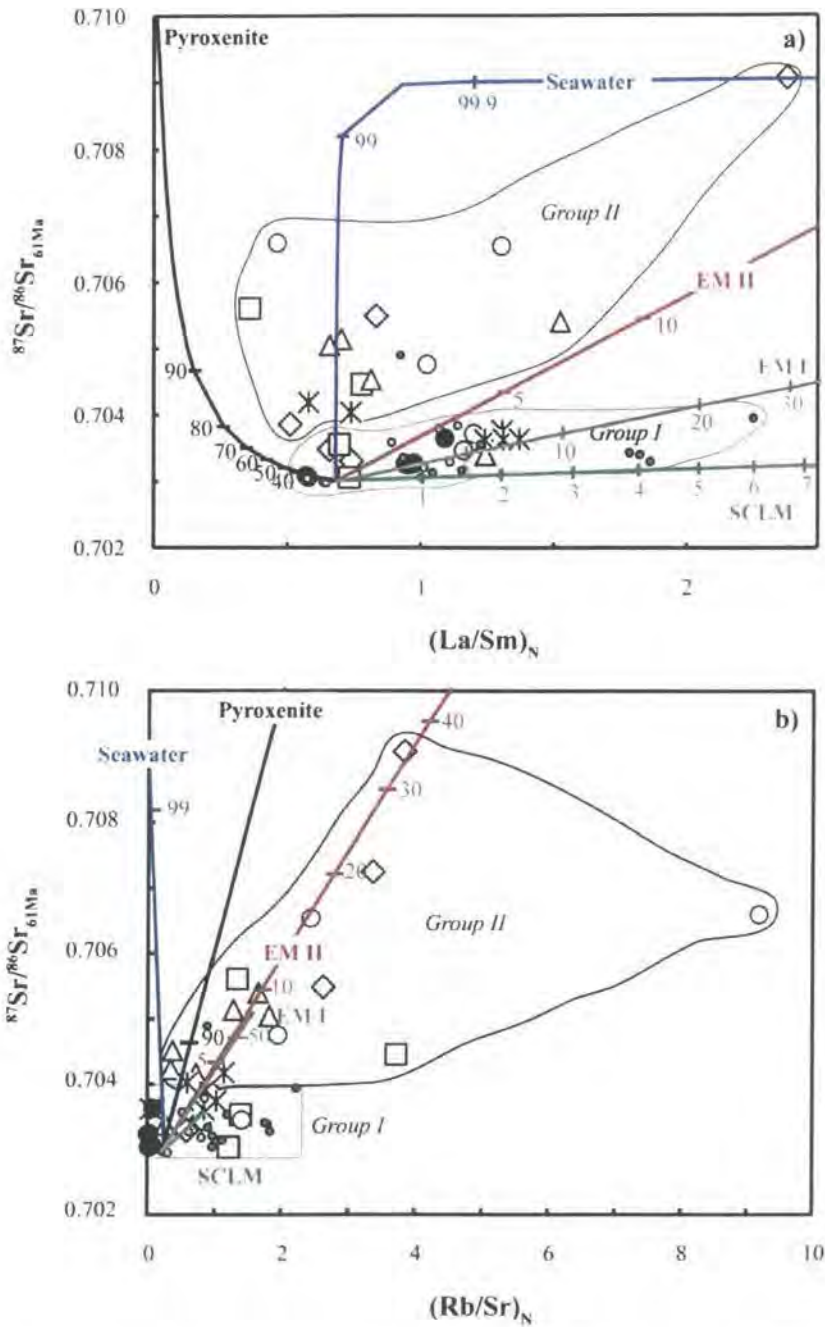 0.710
Pyroxenite
a)
Seawater
99.9
99
0.708
Group II
⁸⁷Sr/⁸⁶Sr₆₁Ma
0.706
EM II
10
90
5
EM I
30
0.704
80
20
70
60
50
40
10
Group I
1
2
3
4
5
6
7
SCLM
0.702
0
1
2
(La/Sm)N
0.710
Pyroxenite
b)
40
Seawater
99
30
0.708
20
Group II
⁸⁷Sr/⁸⁶Sr₆₁Ma
0.706
EM II
10
EM I
90
50
5
0.704
Group I
SCLM
0.702
0
2
4
6
8
10
(Rb/Sr)N